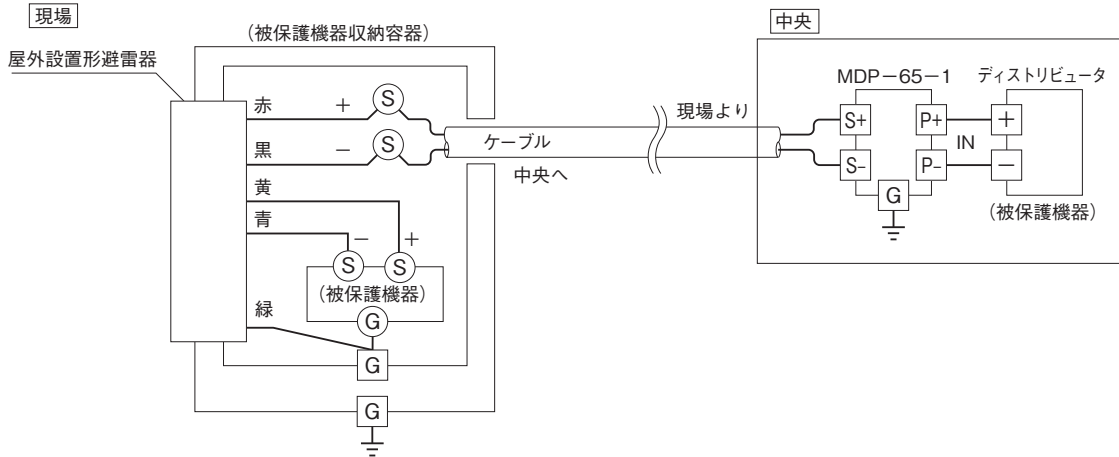 現場
屋外設置形避雷器
(被保護機器収納容器)
赤
+
S
黒
−
S
黄
青
−
+
S
S
(被保護機器)
G
緑
G
G
ケーブル
中央へ
現場より
中央
MDP−65−1
ディストリビュータ
S+
P+
+
IN
S−
P−
−
G
(被保護機器)